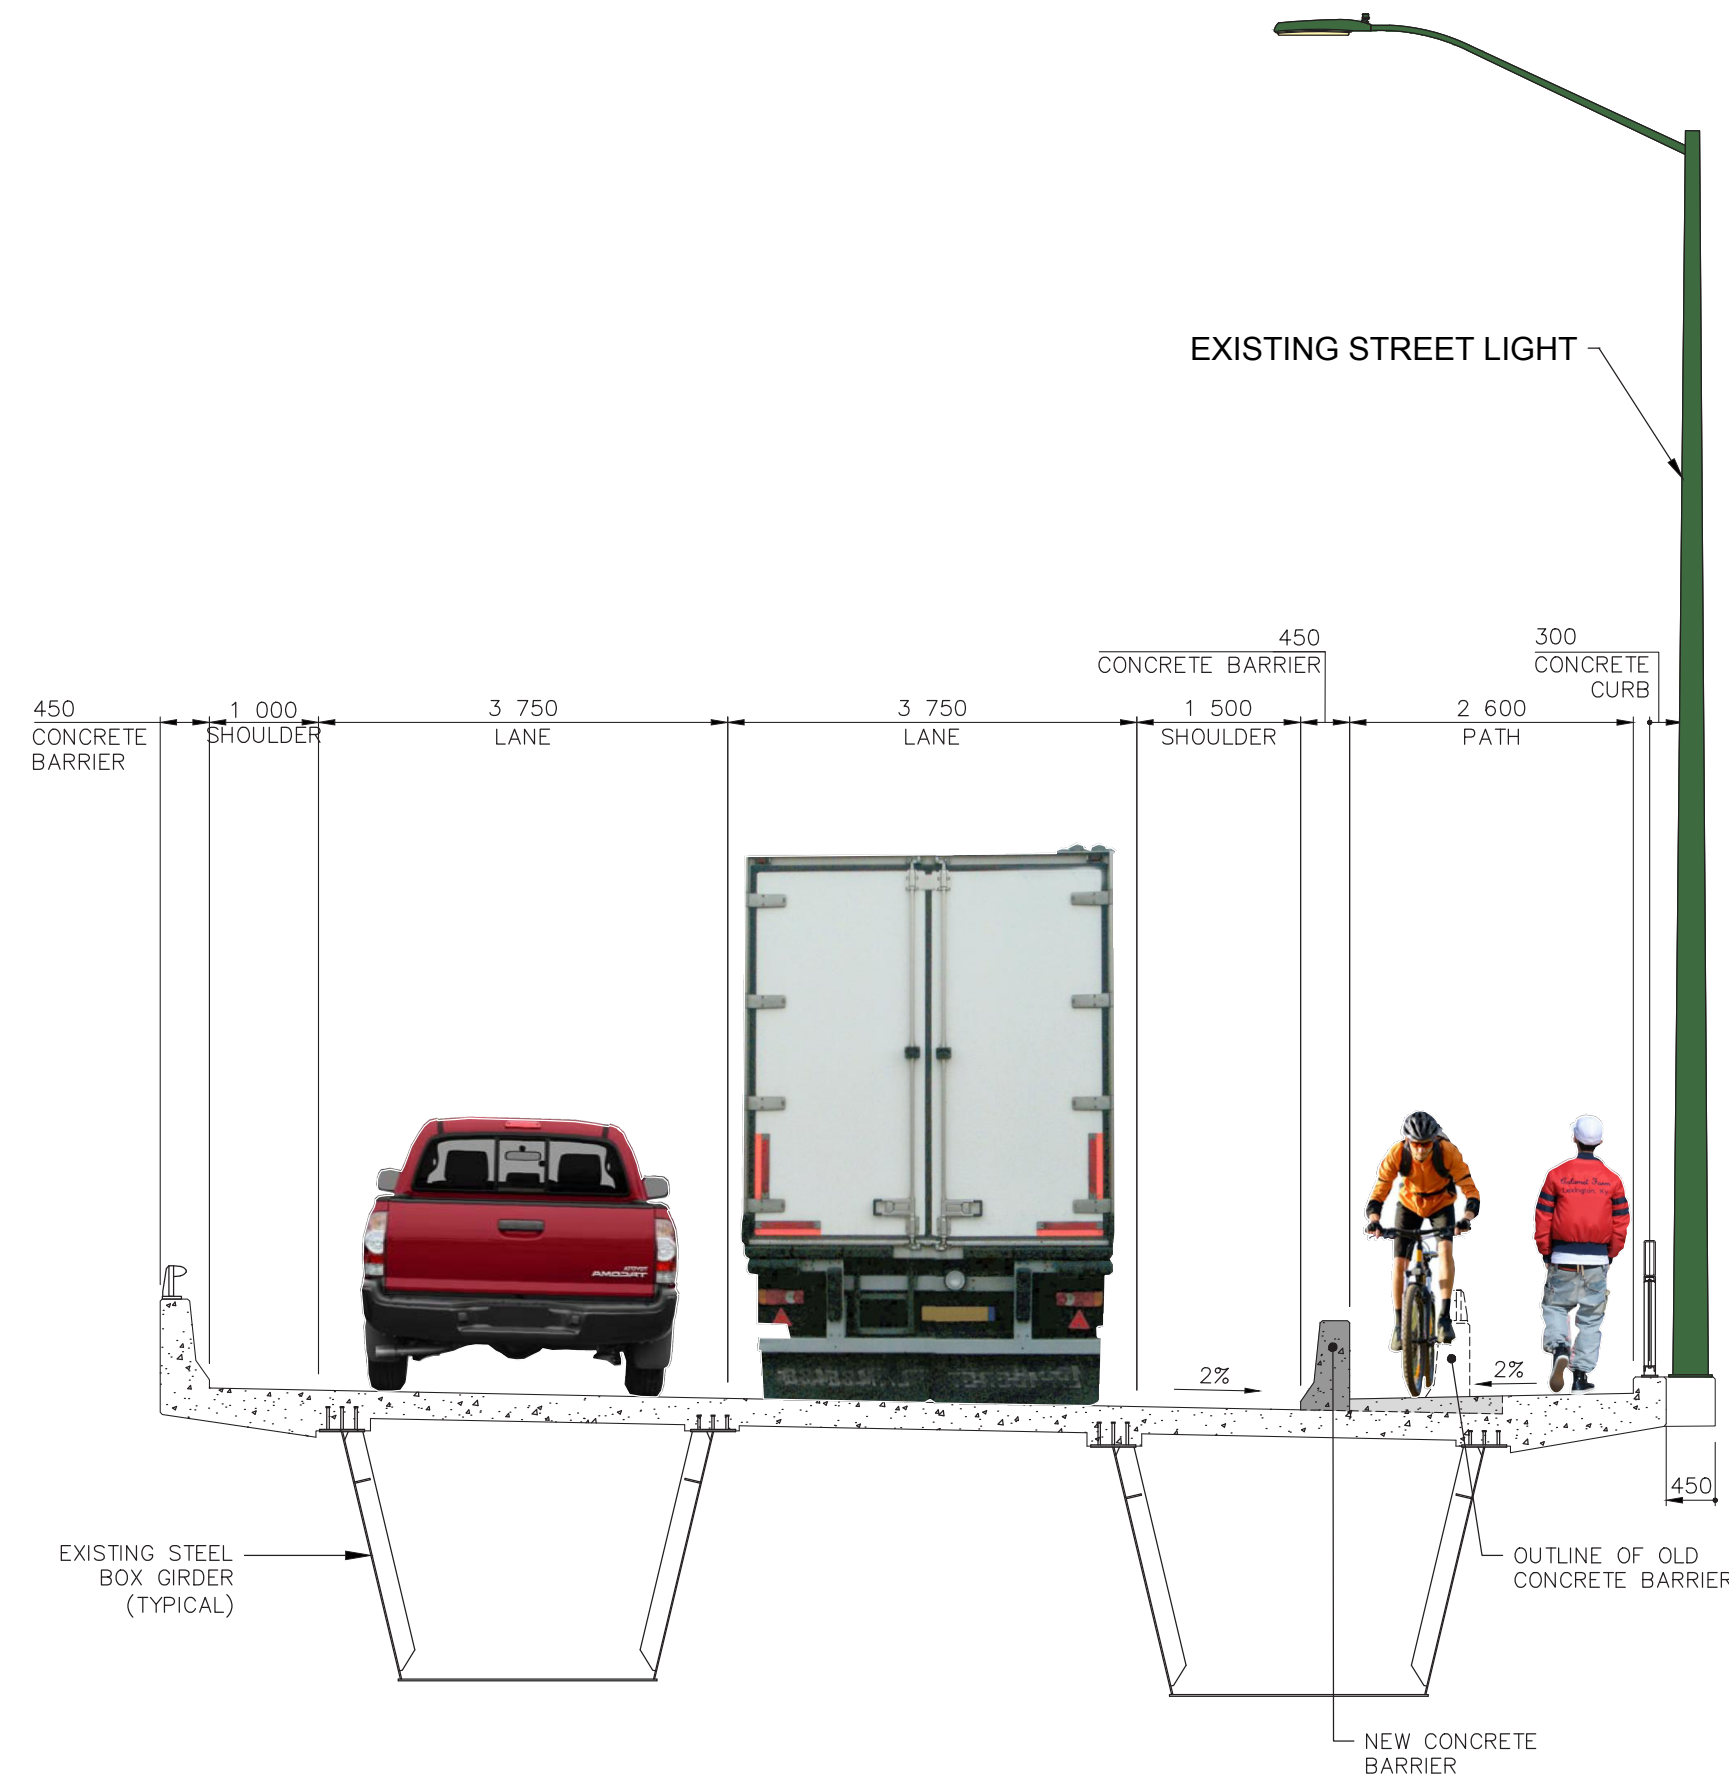 EXISTING STREET LIGHT
450
CONCRETE BARRIER
300
CONCRETE
CURB
450
CONCRETE
BARRIER
1 000
SHOULDER
3 750
LANE
3 750
LANE
1 500
SHOULDER
2 600
PATH
2%
2%
450
EXISTING STEEL
BOX GIRDER
(TYPICAL)
OUTLINE OF OLD
CONCRETE BARRIER
NEW CONCRETE
BARRIER